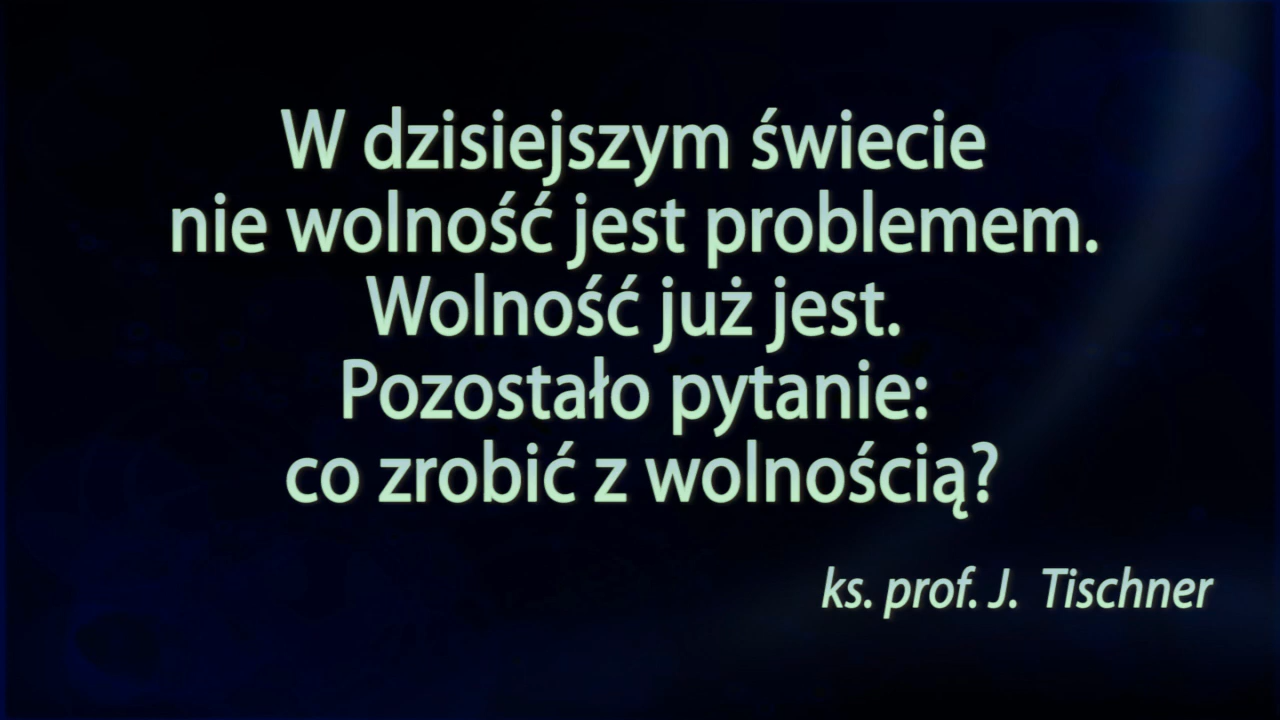 W dzisiejszym świecie
nie wolność jest problemem.
Wolność już jest.
Pozostało pytanie:
co zrobić z wolnością?
ks. prof. J. Tischner